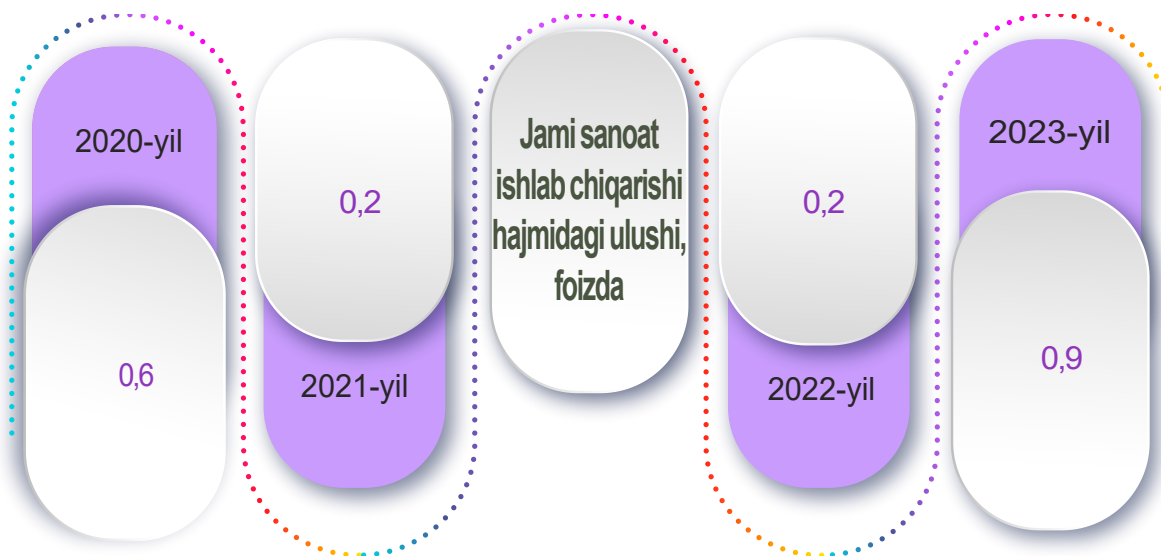 2020-yil
0,6
0,2
2021-yil
Jami sanoat
ishlab chiqarishi
hajmidagi ulushi,
foizda
0,2
2022-yil
2023-yil
0,9